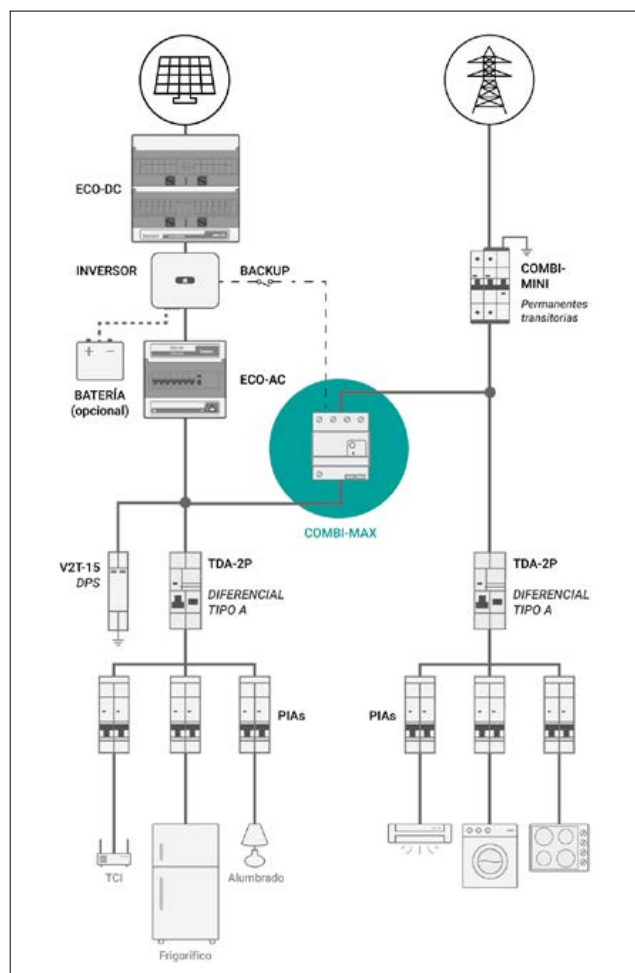 ECO-DC
INVERSOR
BACKUP
COMBI-
MINI
Permanentes
transitorias
+ −
BATERÍA
(opcional)
ECO-AC
COMBI-MAX
V2T-15
DPS
TDA-2P
DIFERENCIAL
TIPO A
TDA-2P
DIFERENCIAL
TIPO A
PIAs
PIAs
TCI
Frigorífico
Alumbrado